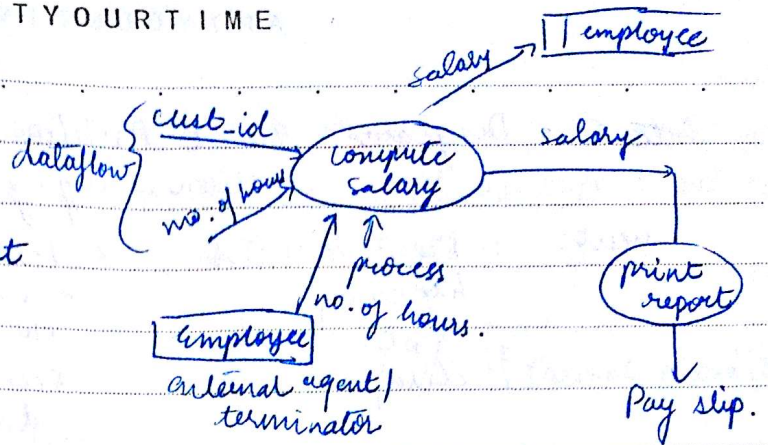 TYOURTIME
employee
salary
cust_id
dataflow
compute
salary
salary
no. of hours
t
process
no. of hours.
print
report
Employee
external agent/
terminator
Pay slip.